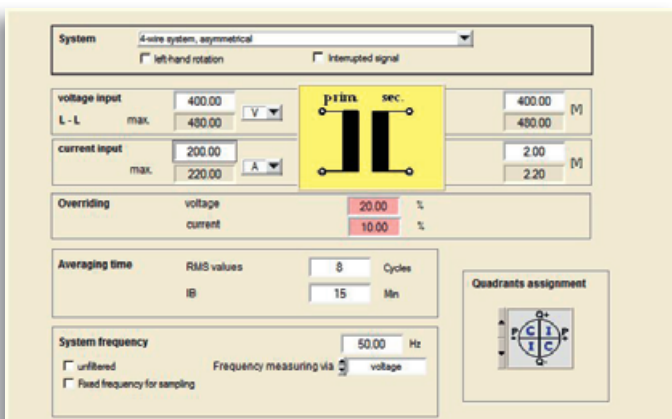 System 4-wire system, asymmetrical
left-hand rotation Interrupted signal
voltage input 400.00 V prim. sec. 400.00 [V]
L - L max. 480.00 480.00
current input 200.00 A 2.00 [V]
max. 220.00 2.20
Overriding voltage 20.00 %
current 10.00 %
Averaging time RMS values 8 Cycles
IB 15 Min
Quadrants assignment
Q+
P- C I P+
I C
Q-
System frequency 50.00 Hz
unfiltered Frequency measuring via voltage
Fixed frequency for sampling